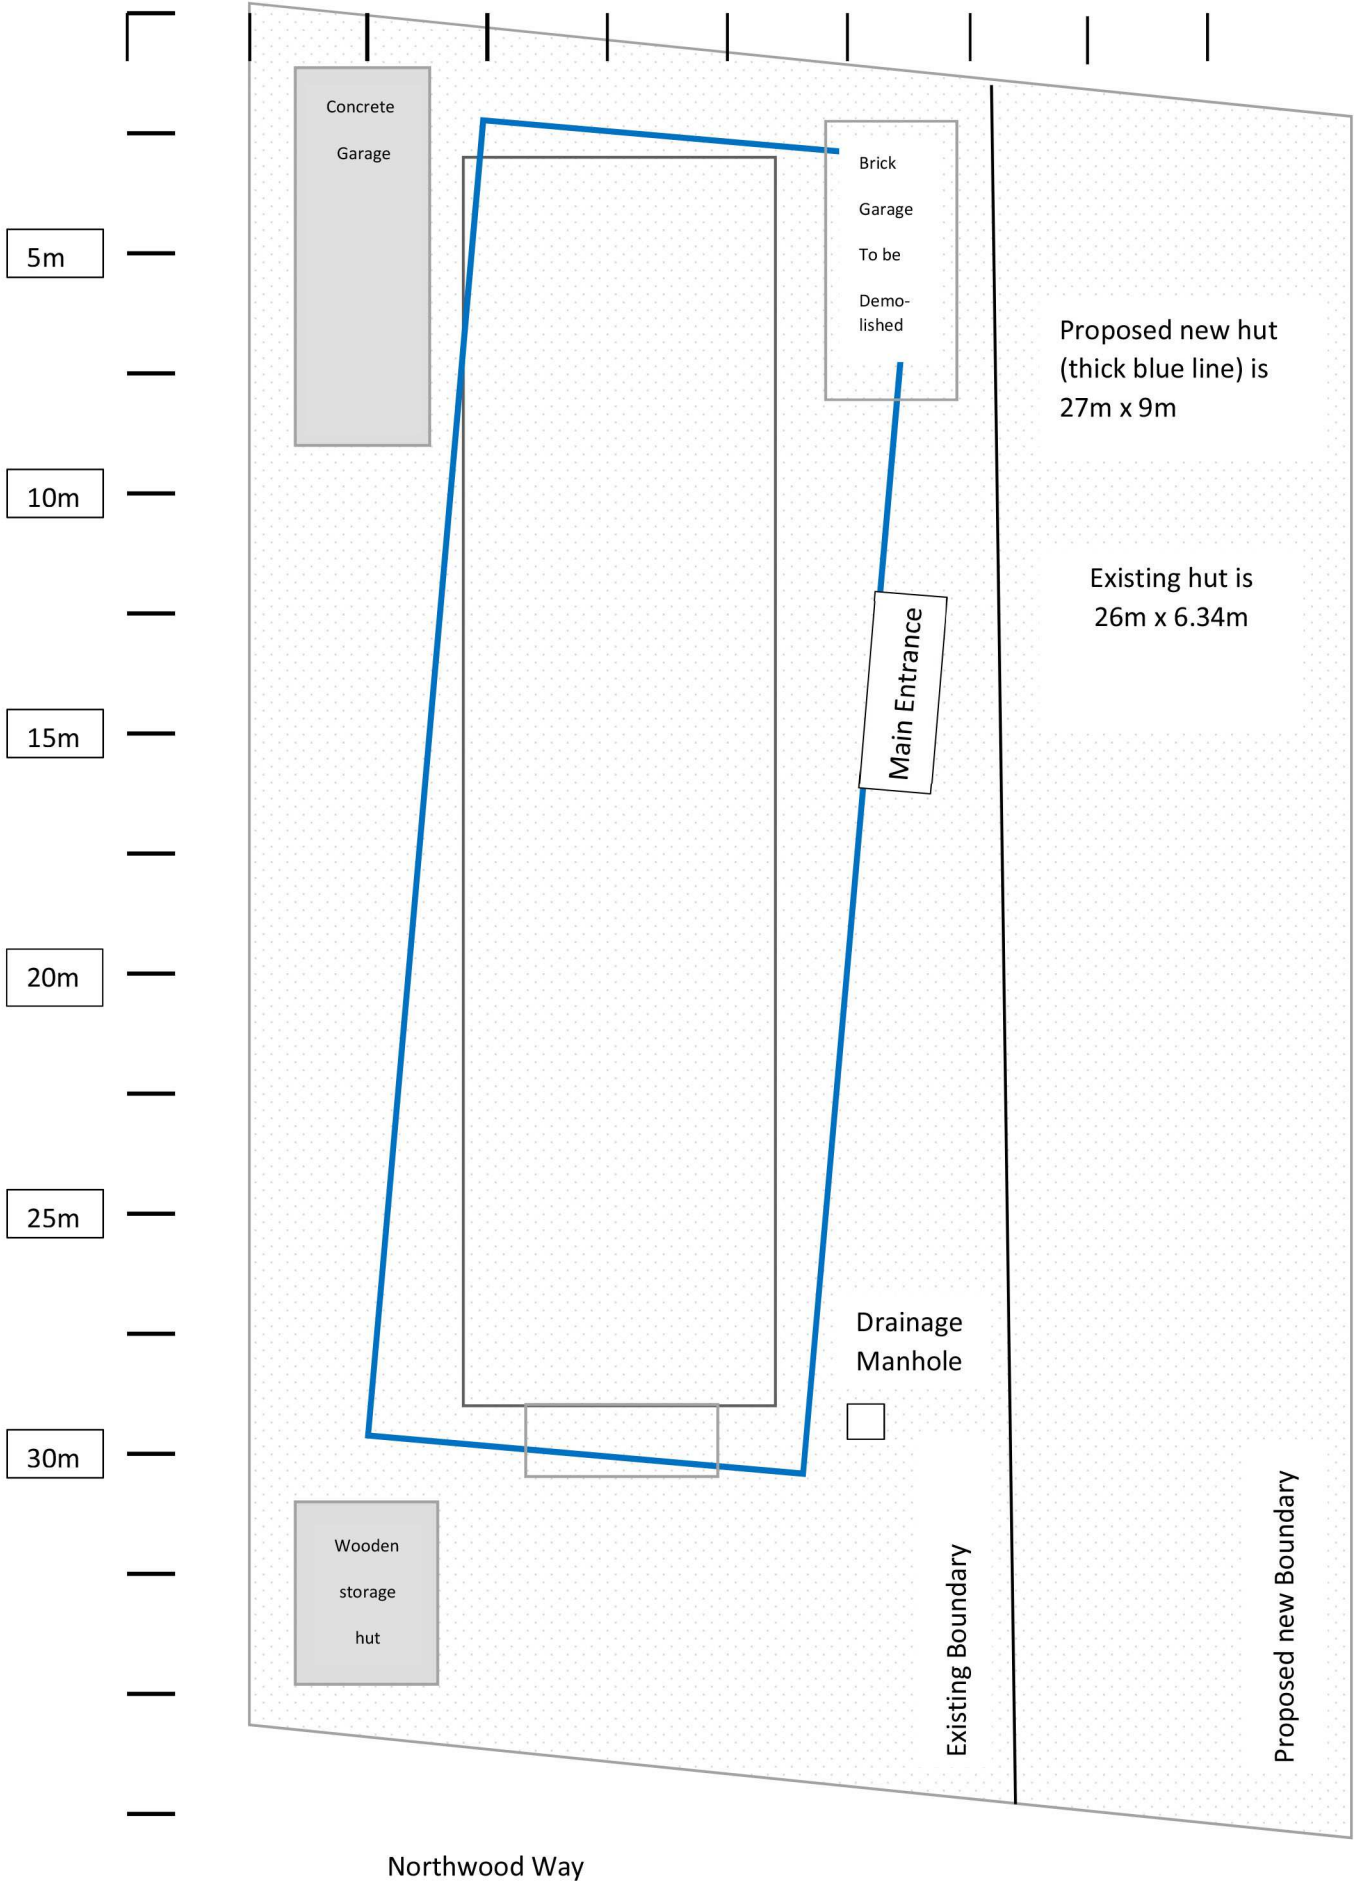 Concrete
Garage
Brick
Garage
To be
Demo-
lished
5m
Proposed new hut
(thick blue line) is
27m x 9m
10m
Existing hut is
26m x 6.34m
Main Entrance
15m
20m
25m
Drainage
Manhole
30m
Wooden
storage
hut
Existing Boundary
Proposed new Boundary
Northwood Way